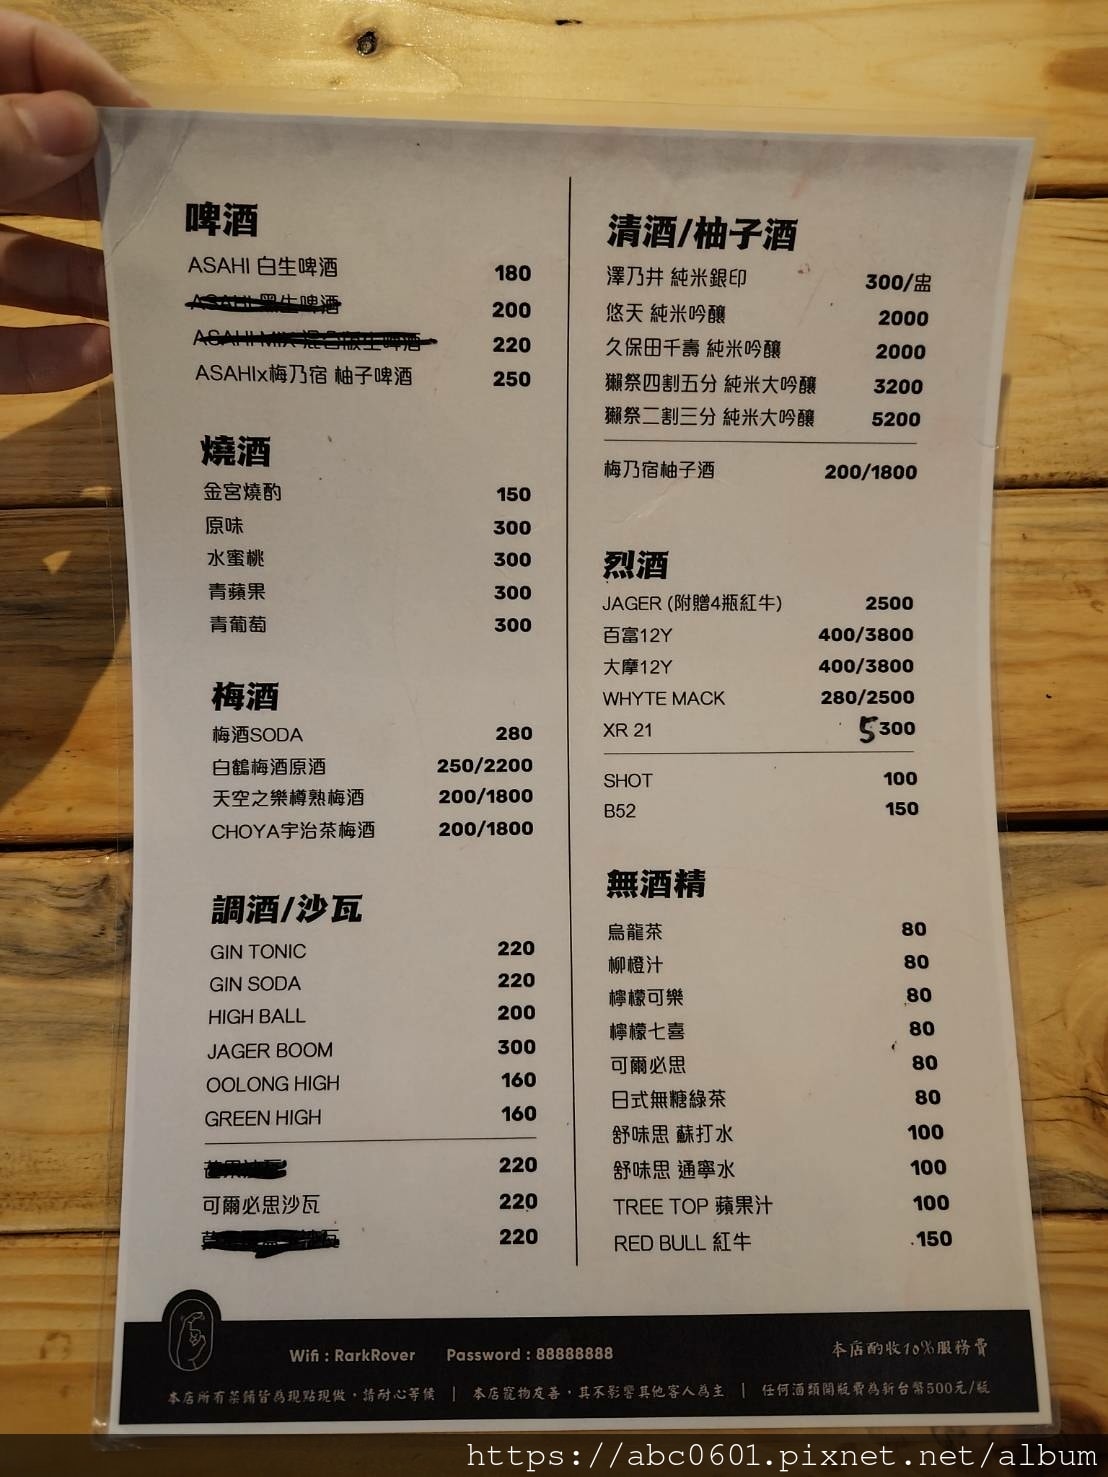 啤酒
ASAHI 白生啤酒 180
ASAHI 黑生啤酒 200
ASAHI MIX 混合版生啤酒 220
ASAHIx梅乃宿 柚子啤酒 250
燒酒
金宮燒酌 150
原味 300
水蜜桃 300
青蘋果 300
青葡萄 300
梅酒
梅酒SODA 280
白鶴梅酒原酒 250/2200
天空之樂樽熟梅酒 200/1800
CHOYA宇治茶梅酒 200/1800
調酒/沙瓦
GIN TONIC 220
GIN SODA 220
HIGH BALL 200
JAGER BOOM 300
OOLONG HIGH 160
GREEN HIGH 160
220
可爾必思沙瓦 220
220
清酒/柚子酒
澤乃井 純米銀印 300/盅
悠天 純米吟釀 2000
久保田千壽 純米吟釀 2000
獺祭四割五分 純米大吟釀 3200
獺祭二割三分 純米大吟釀 5200
梅乃宿柚子酒 200/1800
烈酒
JAGER (附贈4瓶紅牛) 2500
百富12Y 400/3800
大摩12Y 400/3800
WHYTE MACK 280/2500
XR 21 5300
SHOT 100
B52 150
無酒精
烏龍茶 80
柳橙汁 80
檸檬可樂 80
檸檬七喜 80
可爾必思 80
日式無糖綠茶 80
舒味思 蘇打水 100
舒味思 通寧水 100
TREE TOP 蘋果汁 100
RED BULL 紅牛 150
Wifi : RarkRover Password : 88888888 本店酌收10%服務費
本店所有菜餚皆為現點現做，請耐心等候 | 本店寵物友善，其不影響其他客人為主 | 任何酒類開瓶費為新台幣500元/瓶
https://abc0601.pixnet.net/album